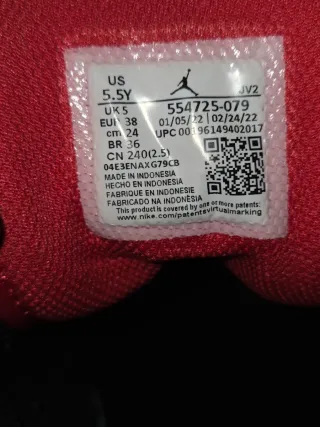 US
5.5Y JV2
UK 5 554725-079
EUR 38 01/05/22 | 02/24/22
cm 24 UPC 00196149402017
BR 36
CN 240(2.5)
04E3ENAXG79CB
MADE IN INDONESIA
HECHO EN INDONESIA
FABRIQUE EN INDONESIE
FABRICADO NA INDONÉSIA
This product is covered by one or more patents:
www.nike.com/patentsvirtualmarking